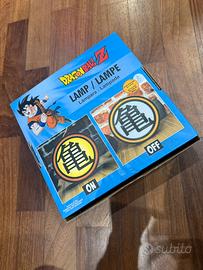 DRAGON BALL Z
LAMP / LAMPE
Lámpara / Lampada
亀
亀
ON
OFF
subito